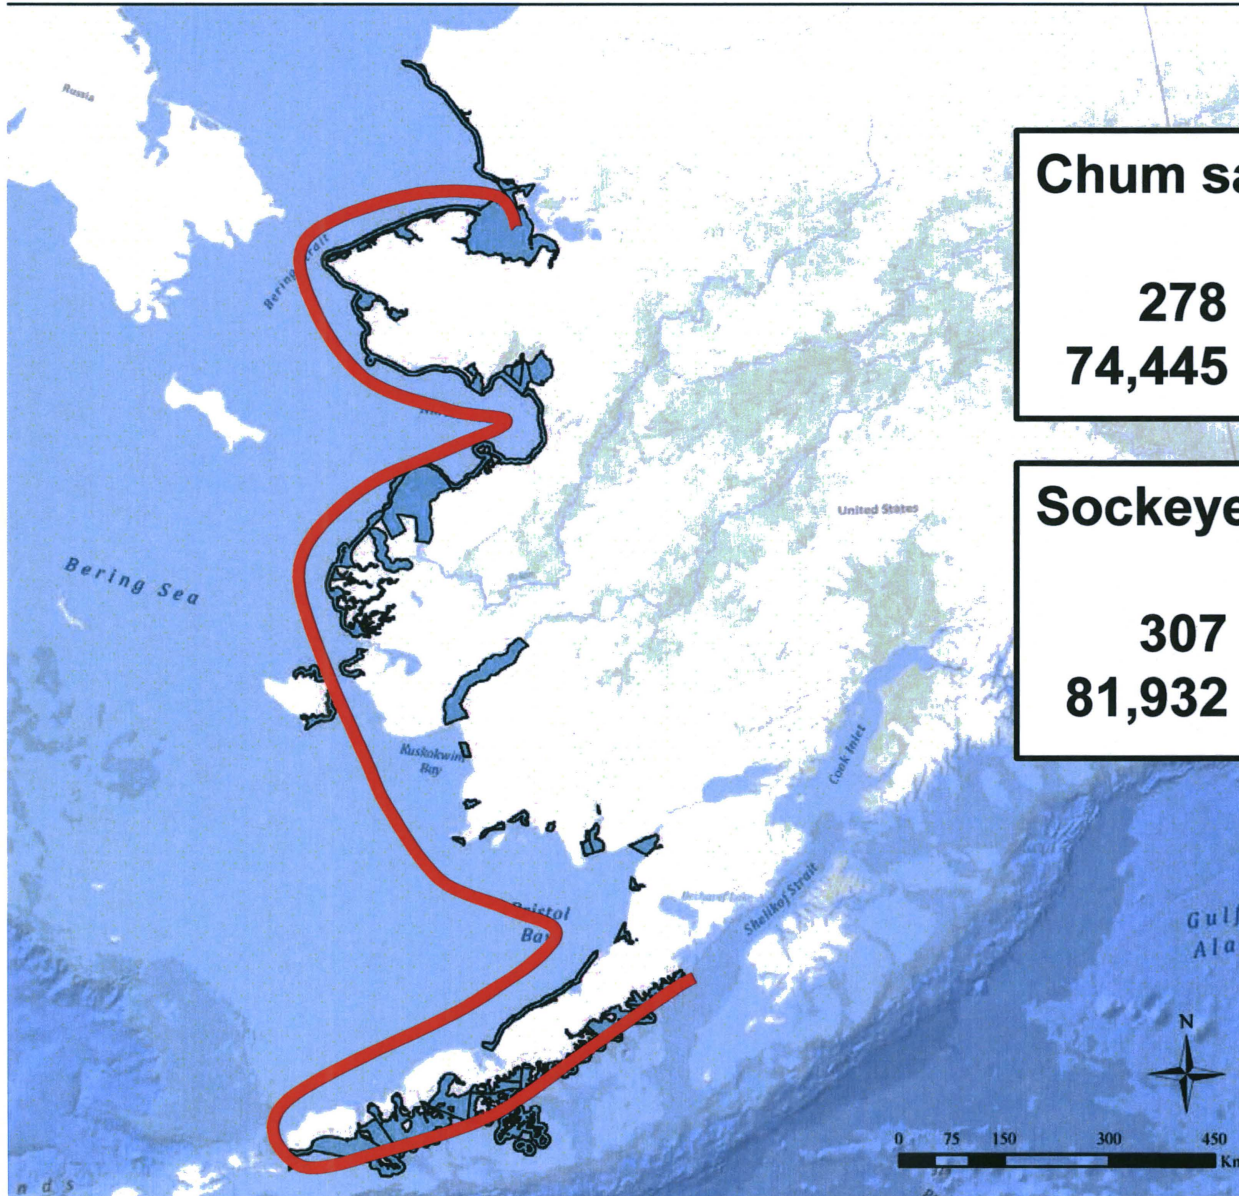 Russia
Chum sa
278
74,445
Bering Strait
United States
Sockeye
307
81,932
Bering Sea
Kuskokwim
Bay
Cook Inlet
Shelikof Strait
Bristol
Bay
Gulf
Ala
N
0 75 150 300 450
Km
n d s